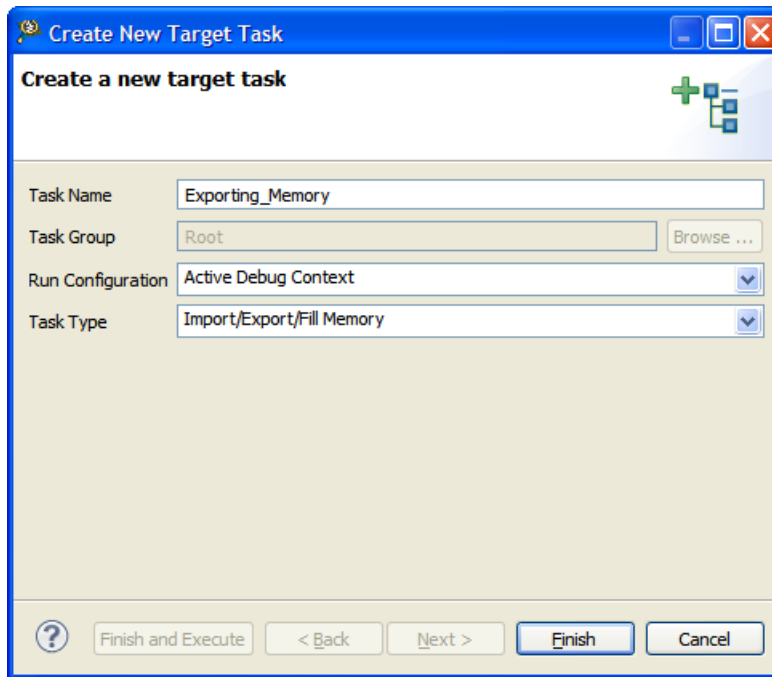 Create New Target Task
Create a new target task
Task Name Exporting_Memory
Task Group Root Browse ...
Run Configuration Active Debug Context
Task Type Import/Export/Fill Memory
? Finish and Execute < Back Next > Finish Cancel